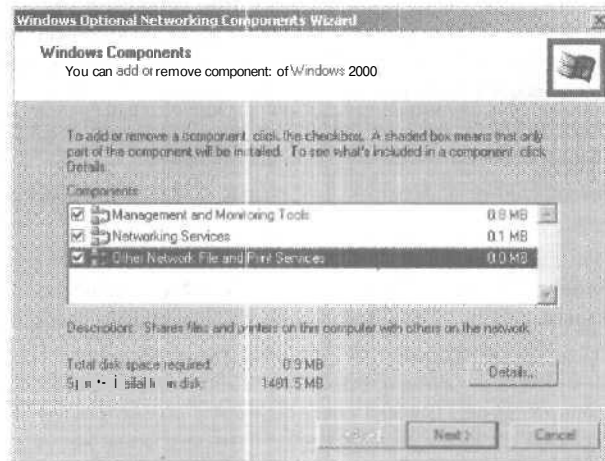 Windows Optional Networking Components Wizard
Windows Components
You can add or remove component: of Windows 2000
To add or remove a component, click the checkbox. A shaded box means that only
part of the component will be installed. To see what's included in a component, click
Details.
Components:
Management and Monitoring Tools 0.8 MB
Networking Services 0.1 MB
Other Network File and Print Services 0.0 MB
Description: Shares files and printers on this computer with others on the network.
Total disk space required: 0.9 MB
disk: 1481.5 MB
Details...
Next >
Cancel